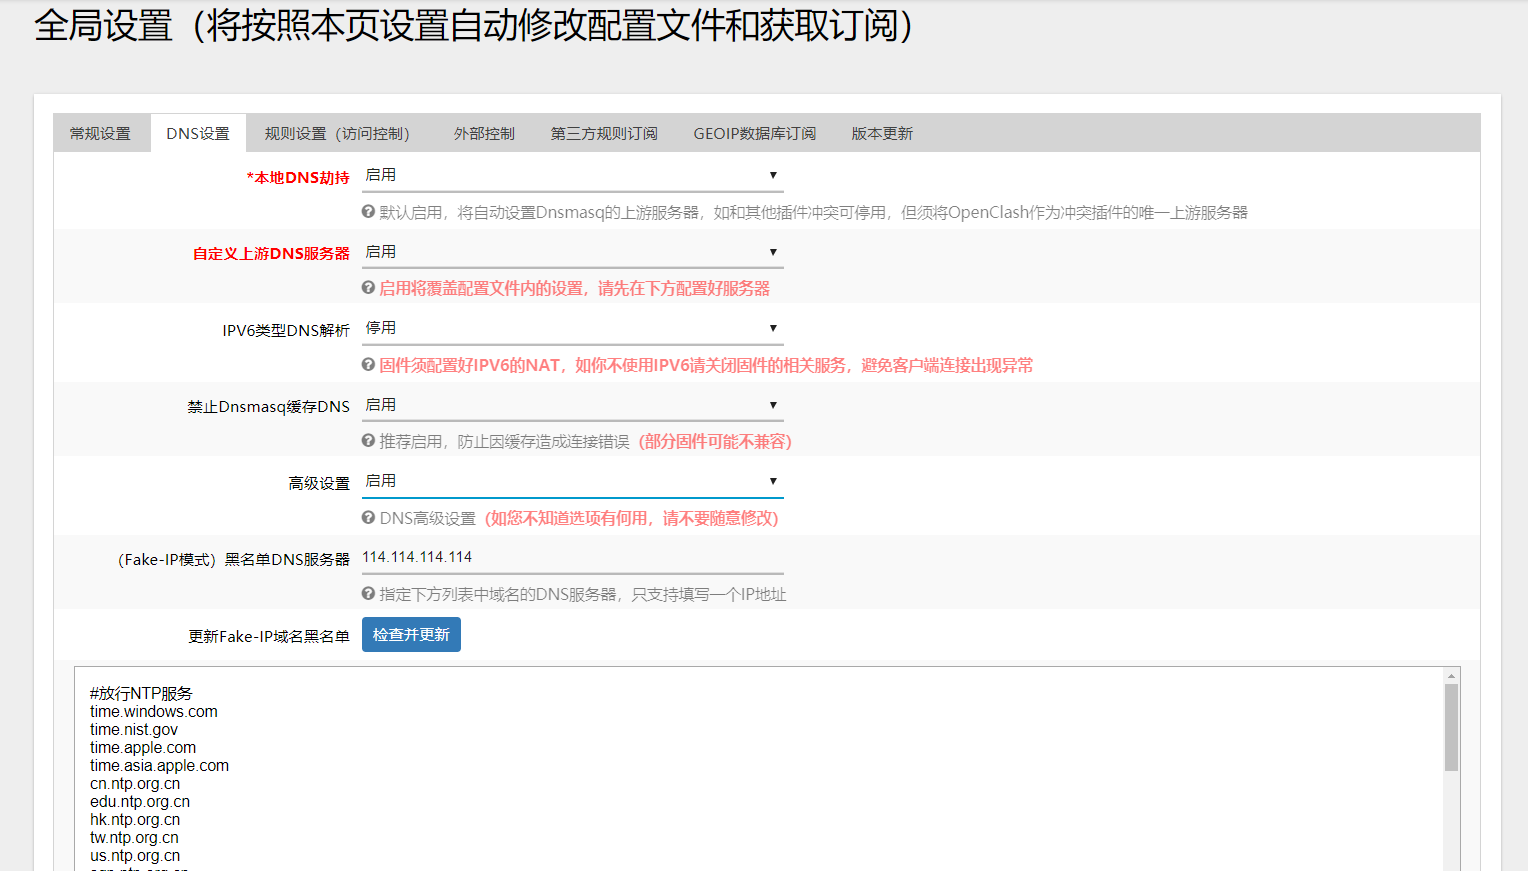 全局设置（将按照本页设置自动修改配置文件和获取订阅）
常规设置 DNS设置 规则设置（访问控制） 外部控制 第三方规则订阅 GEOIP数据库订阅 版本更新
*本地DNS劫持 启用
默认启用，将自动设置Dnsmasq的上游服务器，如和其他插件冲突可停用，但须将OpenClash作为冲突插件的唯一上游服务器
自定义上游DNS服务器 启用
启用将覆盖配置文件内的设置，请先在下方配置好服务器
IPV6类型DNS解析 停用
固件须配置好IPV6的NAT，如你不使用IPV6请关闭固件的相关服务，避免客户端连接出现异常
禁止Dnsmasq缓存DNS 启用
推荐启用，防止因缓存造成连接错误（部分固件可能不兼容）
高级设置 启用
DNS高级设置（如您不知道选项有何用，请不要随意修改）
（Fake-IP模式）黑名单DNS服务器 114.114.114.114
指定下方列表中域名的DNS服务器，只支持填写一个IP地址
更新Fake-IP域名黑名单 检查并更新
#放行NTP服务
time.windows.com
time.nist.gov
time.apple.com
time.asia.apple.com
cn.ntp.org.cn
edu.ntp.org.cn
hk.ntp.org.cn
tw.ntp.org.cn
us.ntp.org.cn